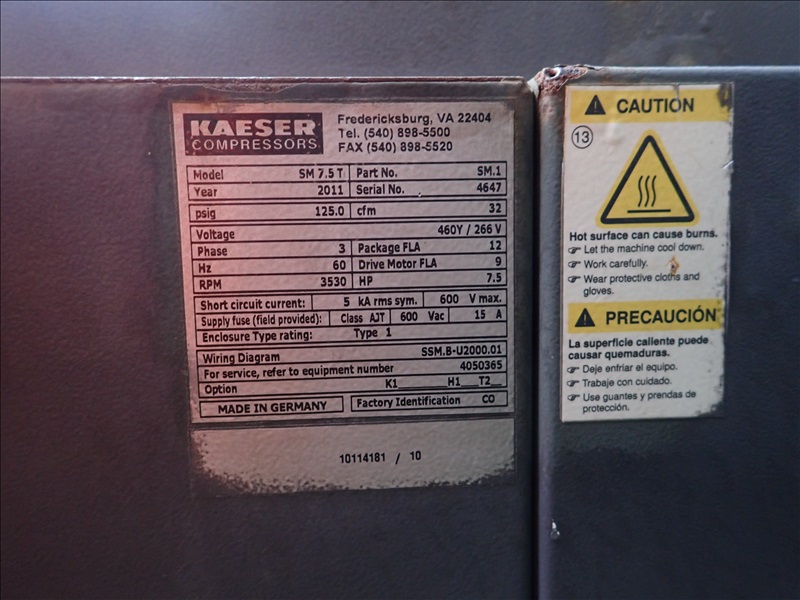 KAESER
COMPRESSORS
Fredericksburg, VA 22404
Tel. (540) 898-5500
FAX (540) 898-5520
Model SM 7.5 T Part No. SM.1
Year 2011 Serial No. 4647
psig 125.0 cfm 32
Voltage 460Y / 266 V
Phase 3 Package FLA 12
Hz 60 Drive Motor FLA 9
RPM 3530 HP 7.5
Short circuit current: 5 kA rms sym. 600 V max.
Supply fuse (field provided): Class AJT 600 Vac 15 A
Enclosure Type rating: Type 1
Wiring Diagram SSM.B-U2000.01
For service, refer to equipment number 4050365
Option K1___ H1_ T2_
MADE IN GERMANY Factory Identification CO
10114181 / 10
CAUTION
13
Hot surface can cause burns.
☞ Let the machine cool down.
☞ Work carefully.
☞ Wear protective cloths and
gloves.
PRECAUCIÓN
La superficie caliente puede
causar quemaduras.
☞ Deje enfriar el equipo.
☞ Trabaje con cuidado.
☞ Use guantes y prendas de
protección.